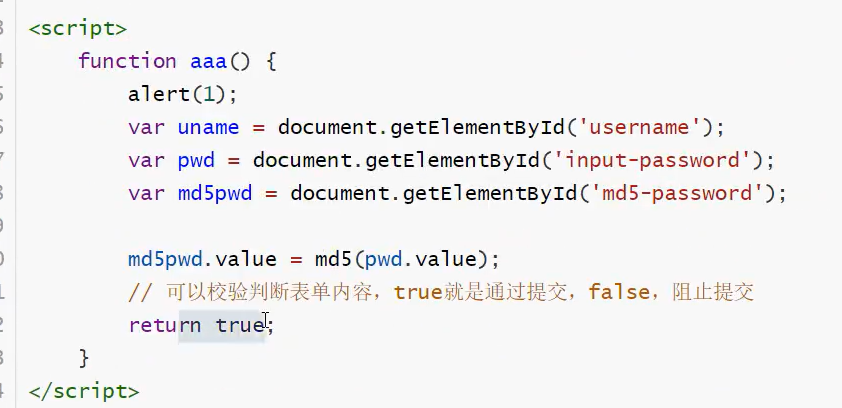 3 <script>
4 function aaa() {
5 alert(1);
6 var uname = document.getElementById('username');
7 var pwd = document.getElementById('input-password');
8 var md5pwd = document.getElementById('md5-password');
9
0 md5pwd.value = md5(pwd.value);
1 // 可以校验判断表单内容，true就是通过提交，false，阻止提交
2 return true;
3 }
4 </script>